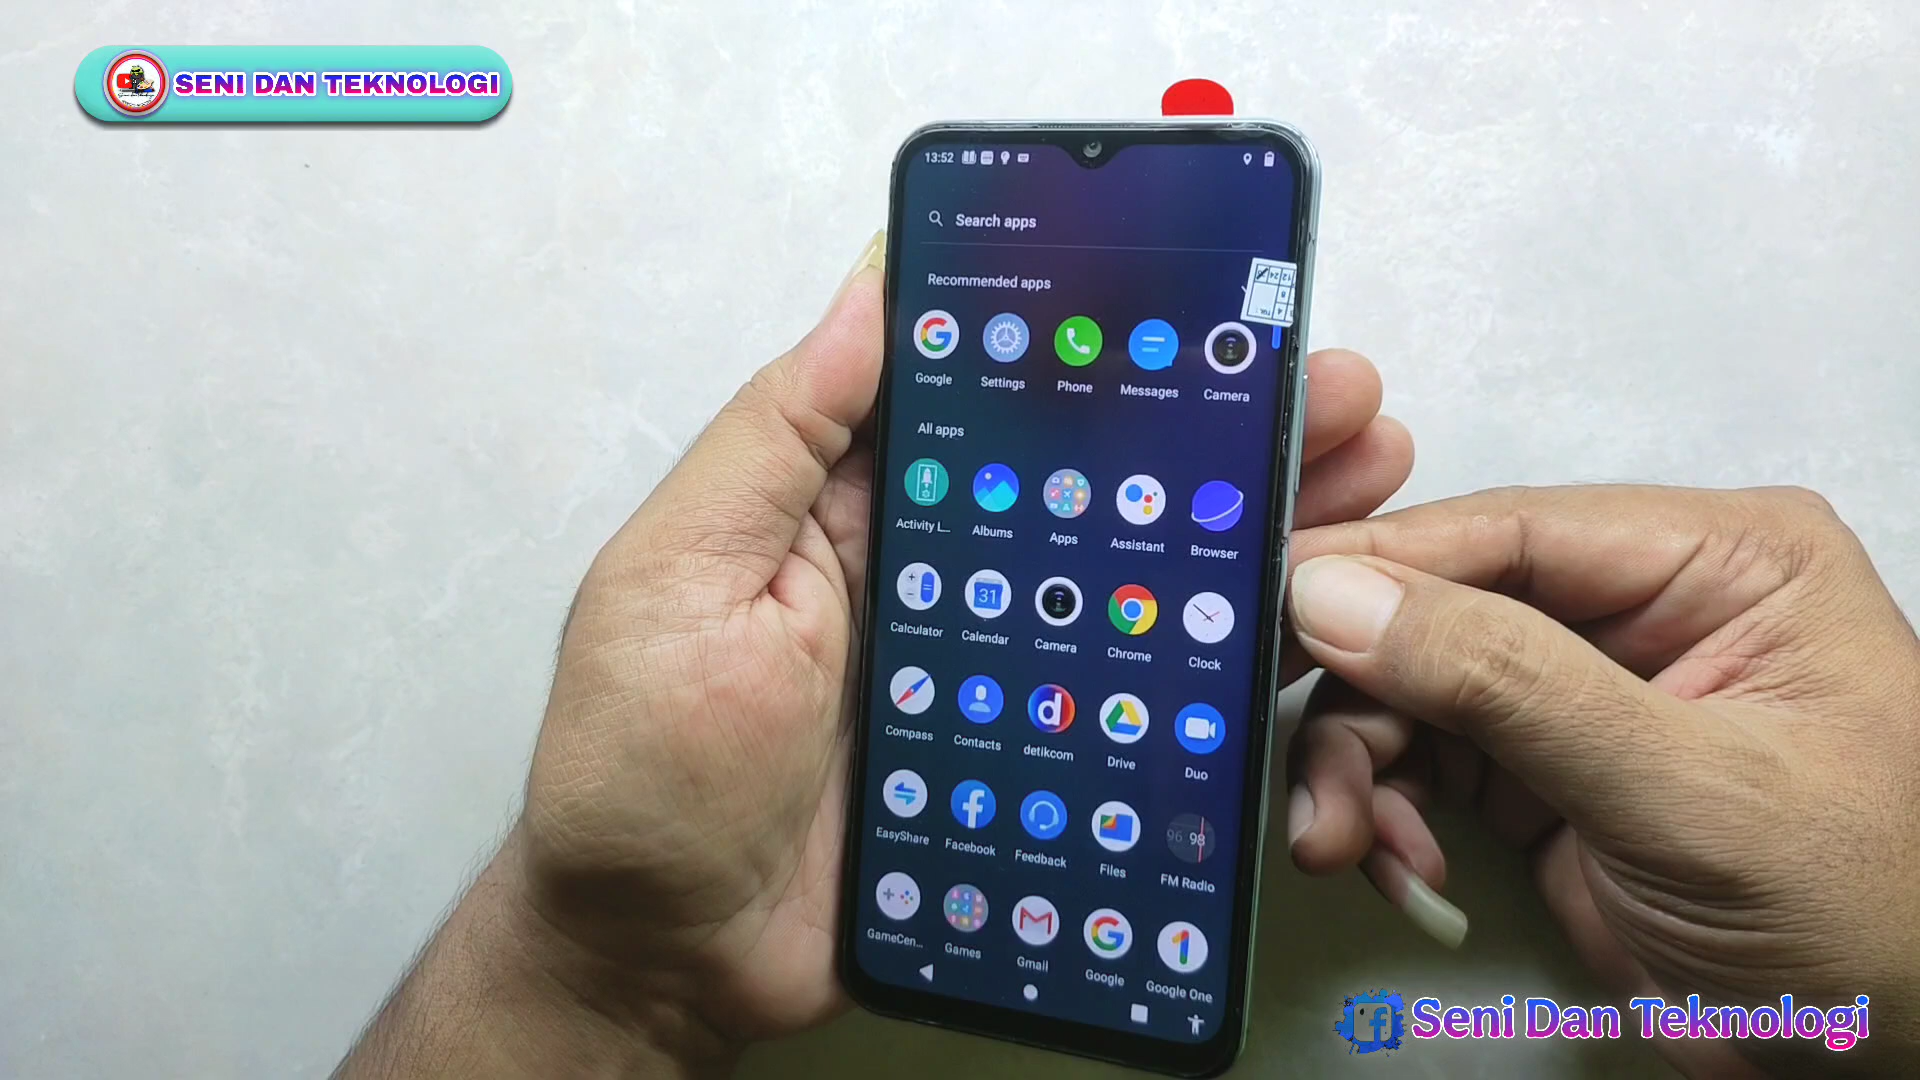 SENI DAN TEKNOLOGI
13:52
Search apps
Recommended apps
Google Settings Phone Messages Camera
All apps
Activity L... Albums Apps Assistant Browser
31
Calculator Calendar Camera Chrome Clock
Compass Contacts detikcom Drive Duo
96 98
EasyShare Facebook Feedback Files FM Radio
GameCen... Games Gmail Google Google One
Seni Dan Teknologi